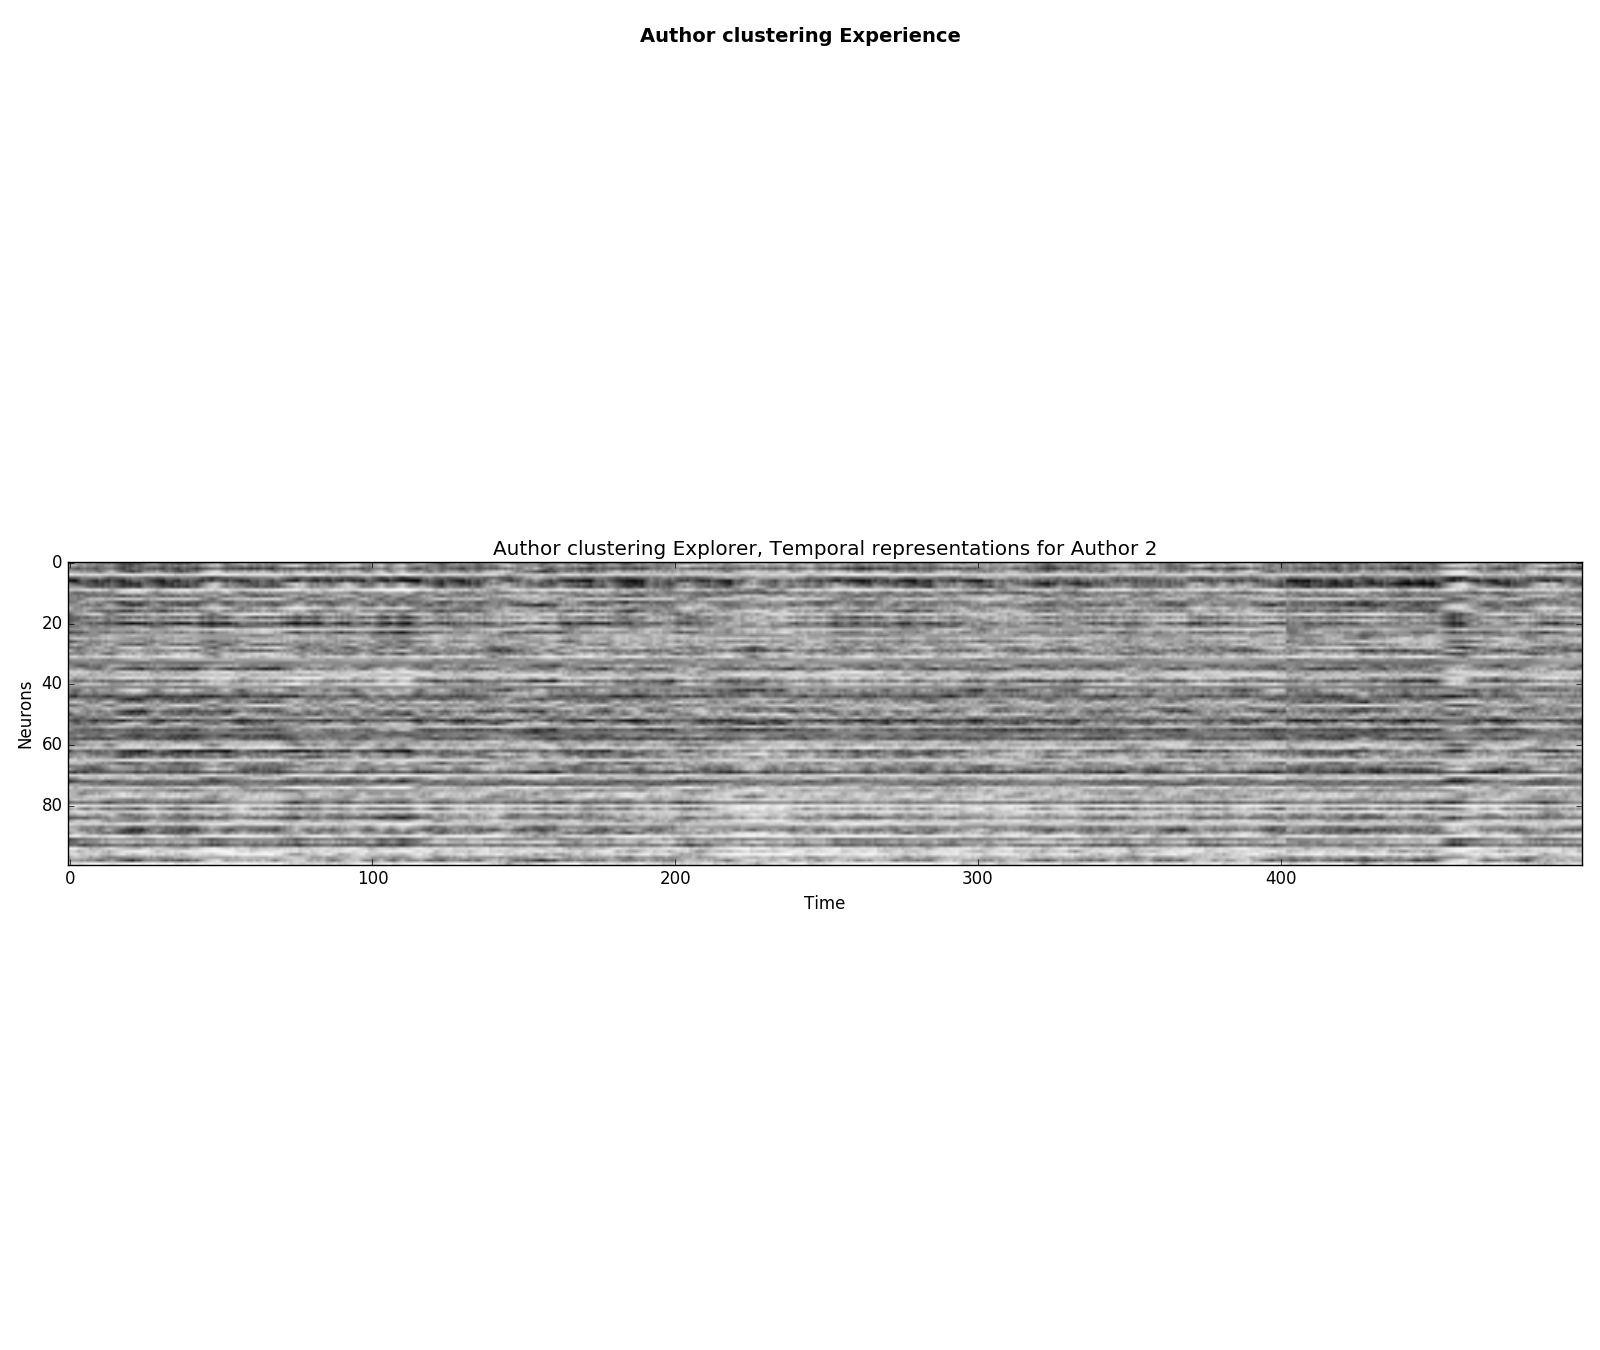 Author clustering Experience
Author clustering Explorer, Temporal representations for Author 2
0
20
40
60
80
Neurons
0 100 200 300 400
Time